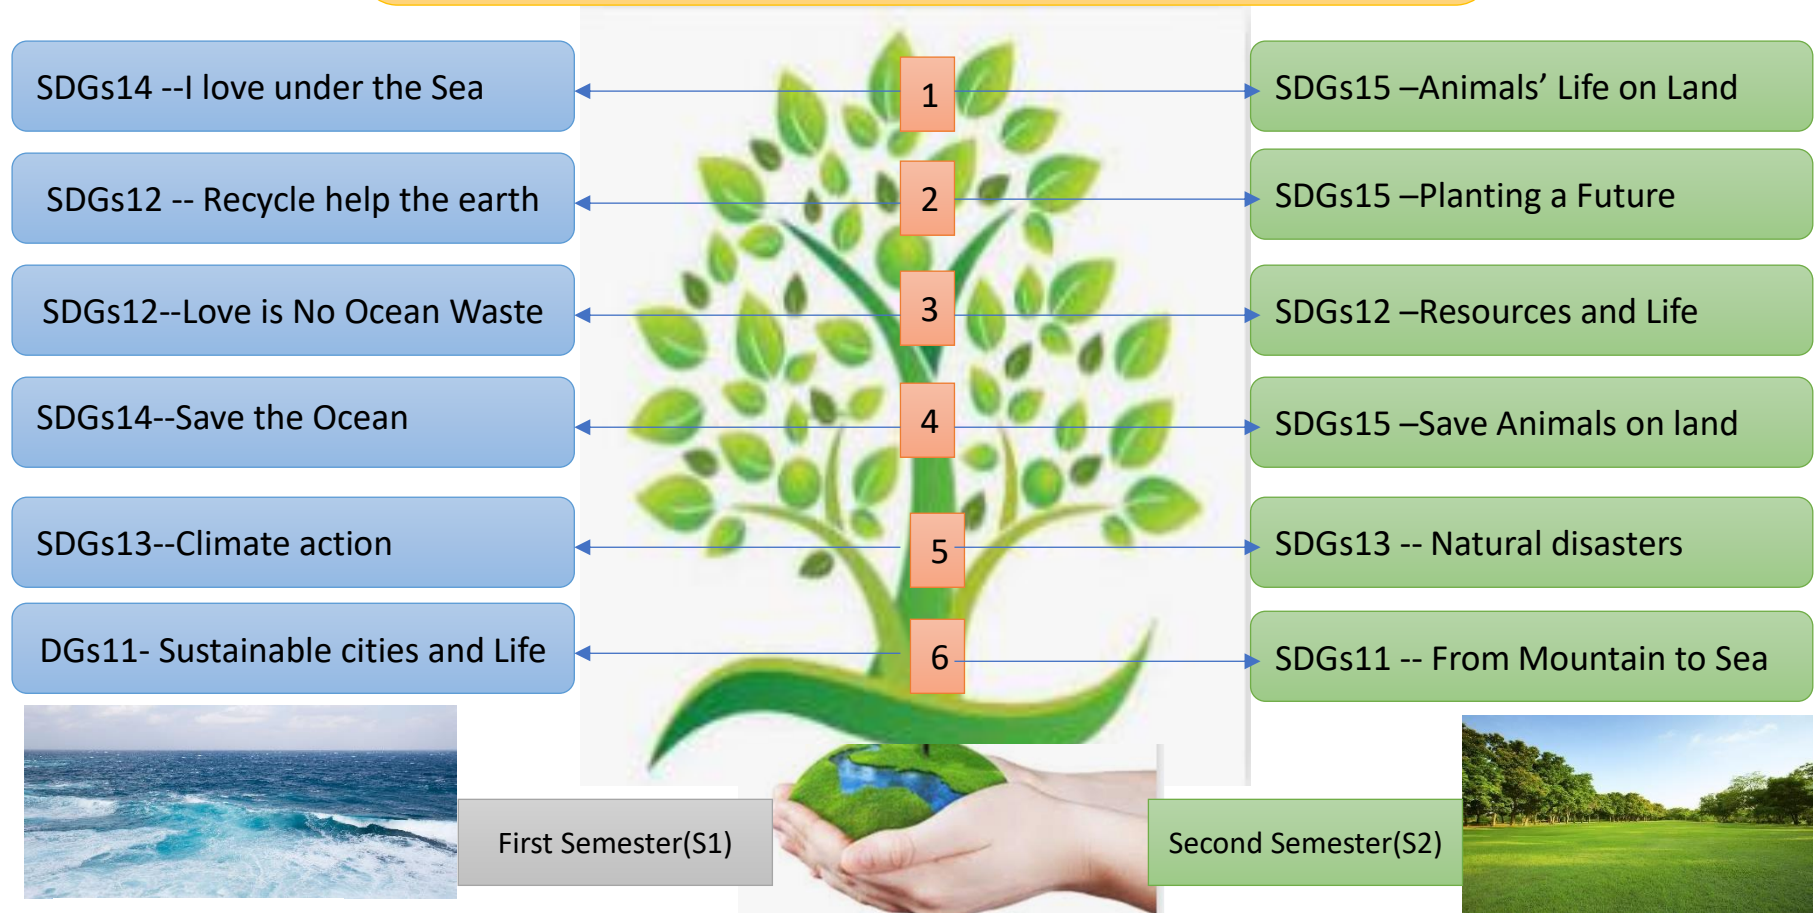 SDGs14 --I love under the Sea
1
SDGs15 –Animals’ Life on Land
SDGs12 -- Recycle help the earth
2
SDGs15 –Planting a Future
SDGs12--Love is No Ocean Waste
3
SDGs12 –Resources and Life
SDGs14--Save the Ocean
4
SDGs15 –Save Animals on land
SDGs13--Climate action
5
SDGs13 -- Natural disasters
DGs11- Sustainable cities and Life
6
SDGs11 -- From Mountain to Sea
First Semester(S1)
Second Semester(S2)